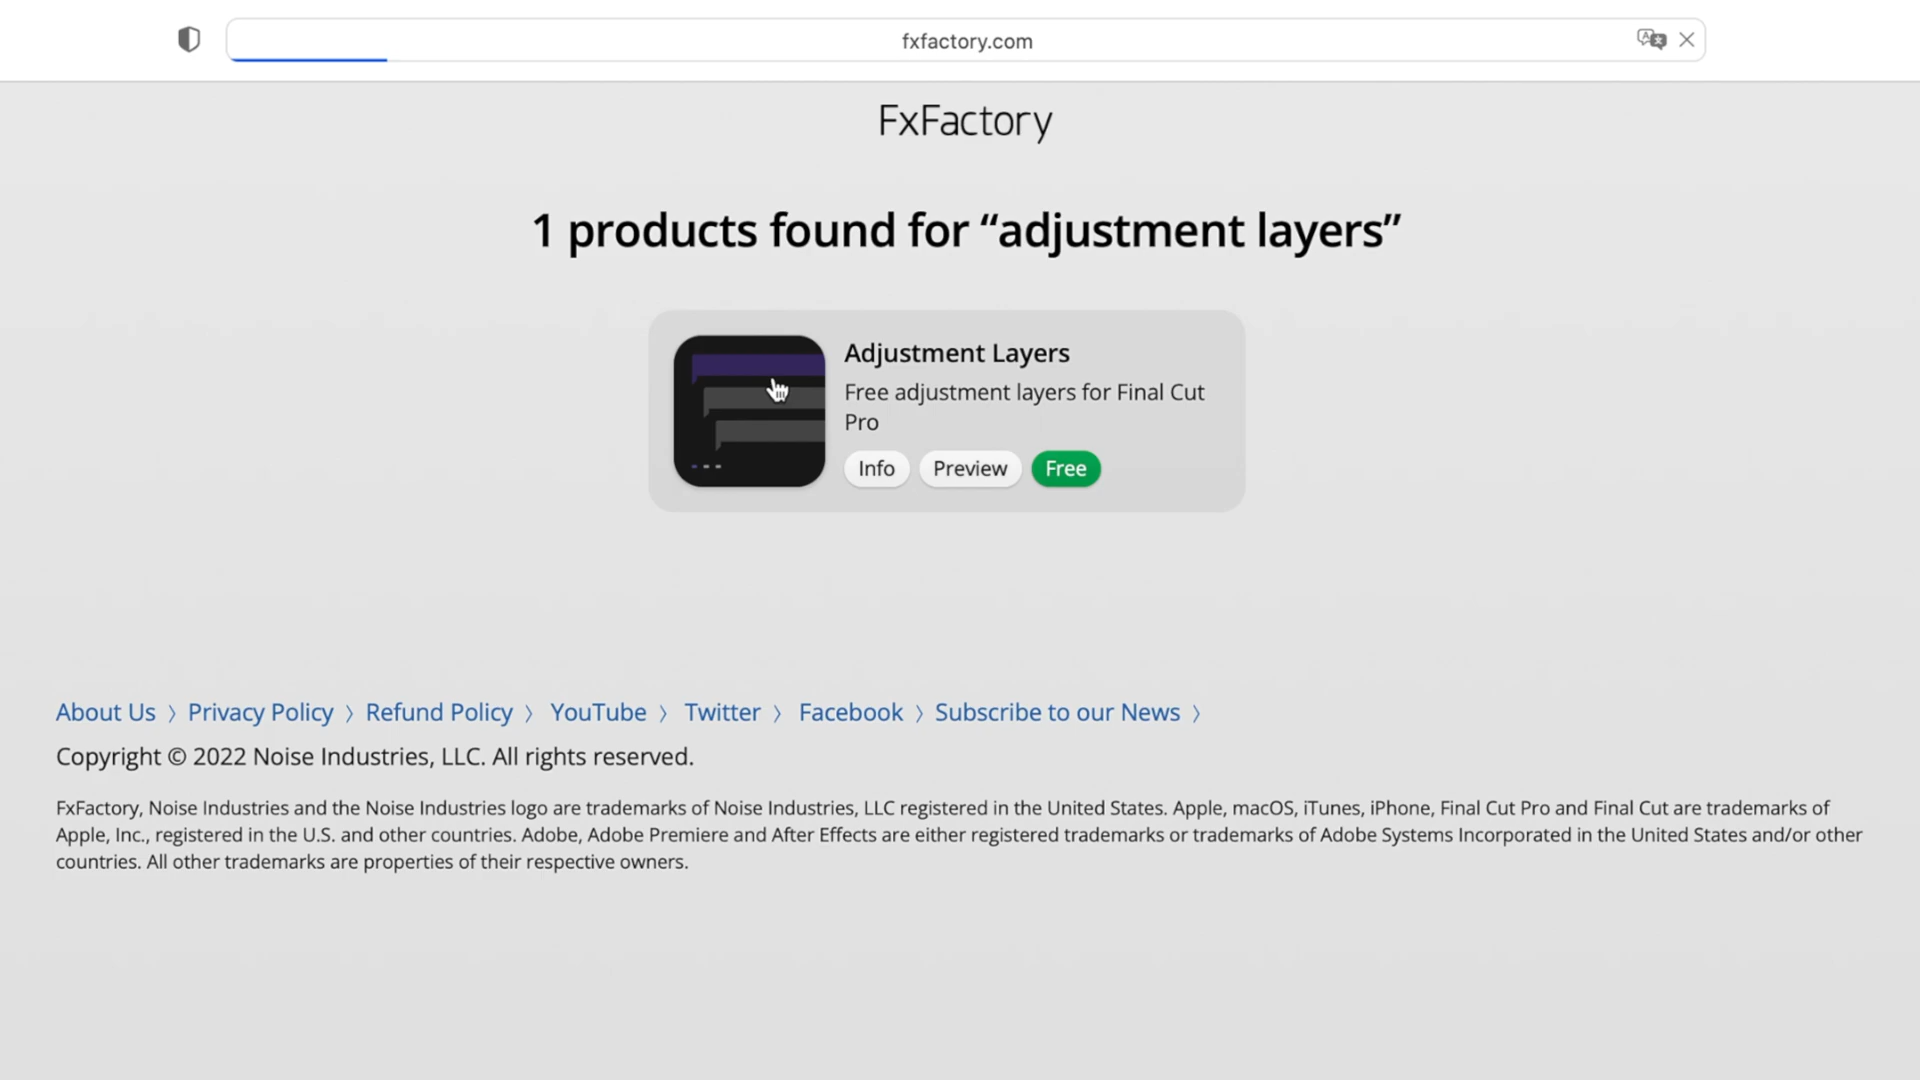 fxfactory.com
FxFactory
1 products found for “adjustment layers”
Adjustment Layers
Free adjustment layers for Final Cut
Pro
Info Preview Free
About Us 〉 Privacy Policy 〉 Refund Policy 〉 YouTube 〉 Twitter 〉 Facebook 〉 Subscribe to our News 〉
Copyright © 2022 Noise Industries, LLC. All rights reserved.
FxFactory, Noise Industries and the Noise Industries logo are trademarks of Noise Industries, LLC registered in the United States. Apple, macOS, iTunes, iPhone, Final Cut Pro and Final Cut are trademarks of
Apple, Inc., registered in the U.S. and other countries. Adobe, Adobe Premiere and After Effects are either registered trademarks or trademarks of Adobe Systems Incorporated in the United States and/or other
countries. All other trademarks are properties of their respective owners.